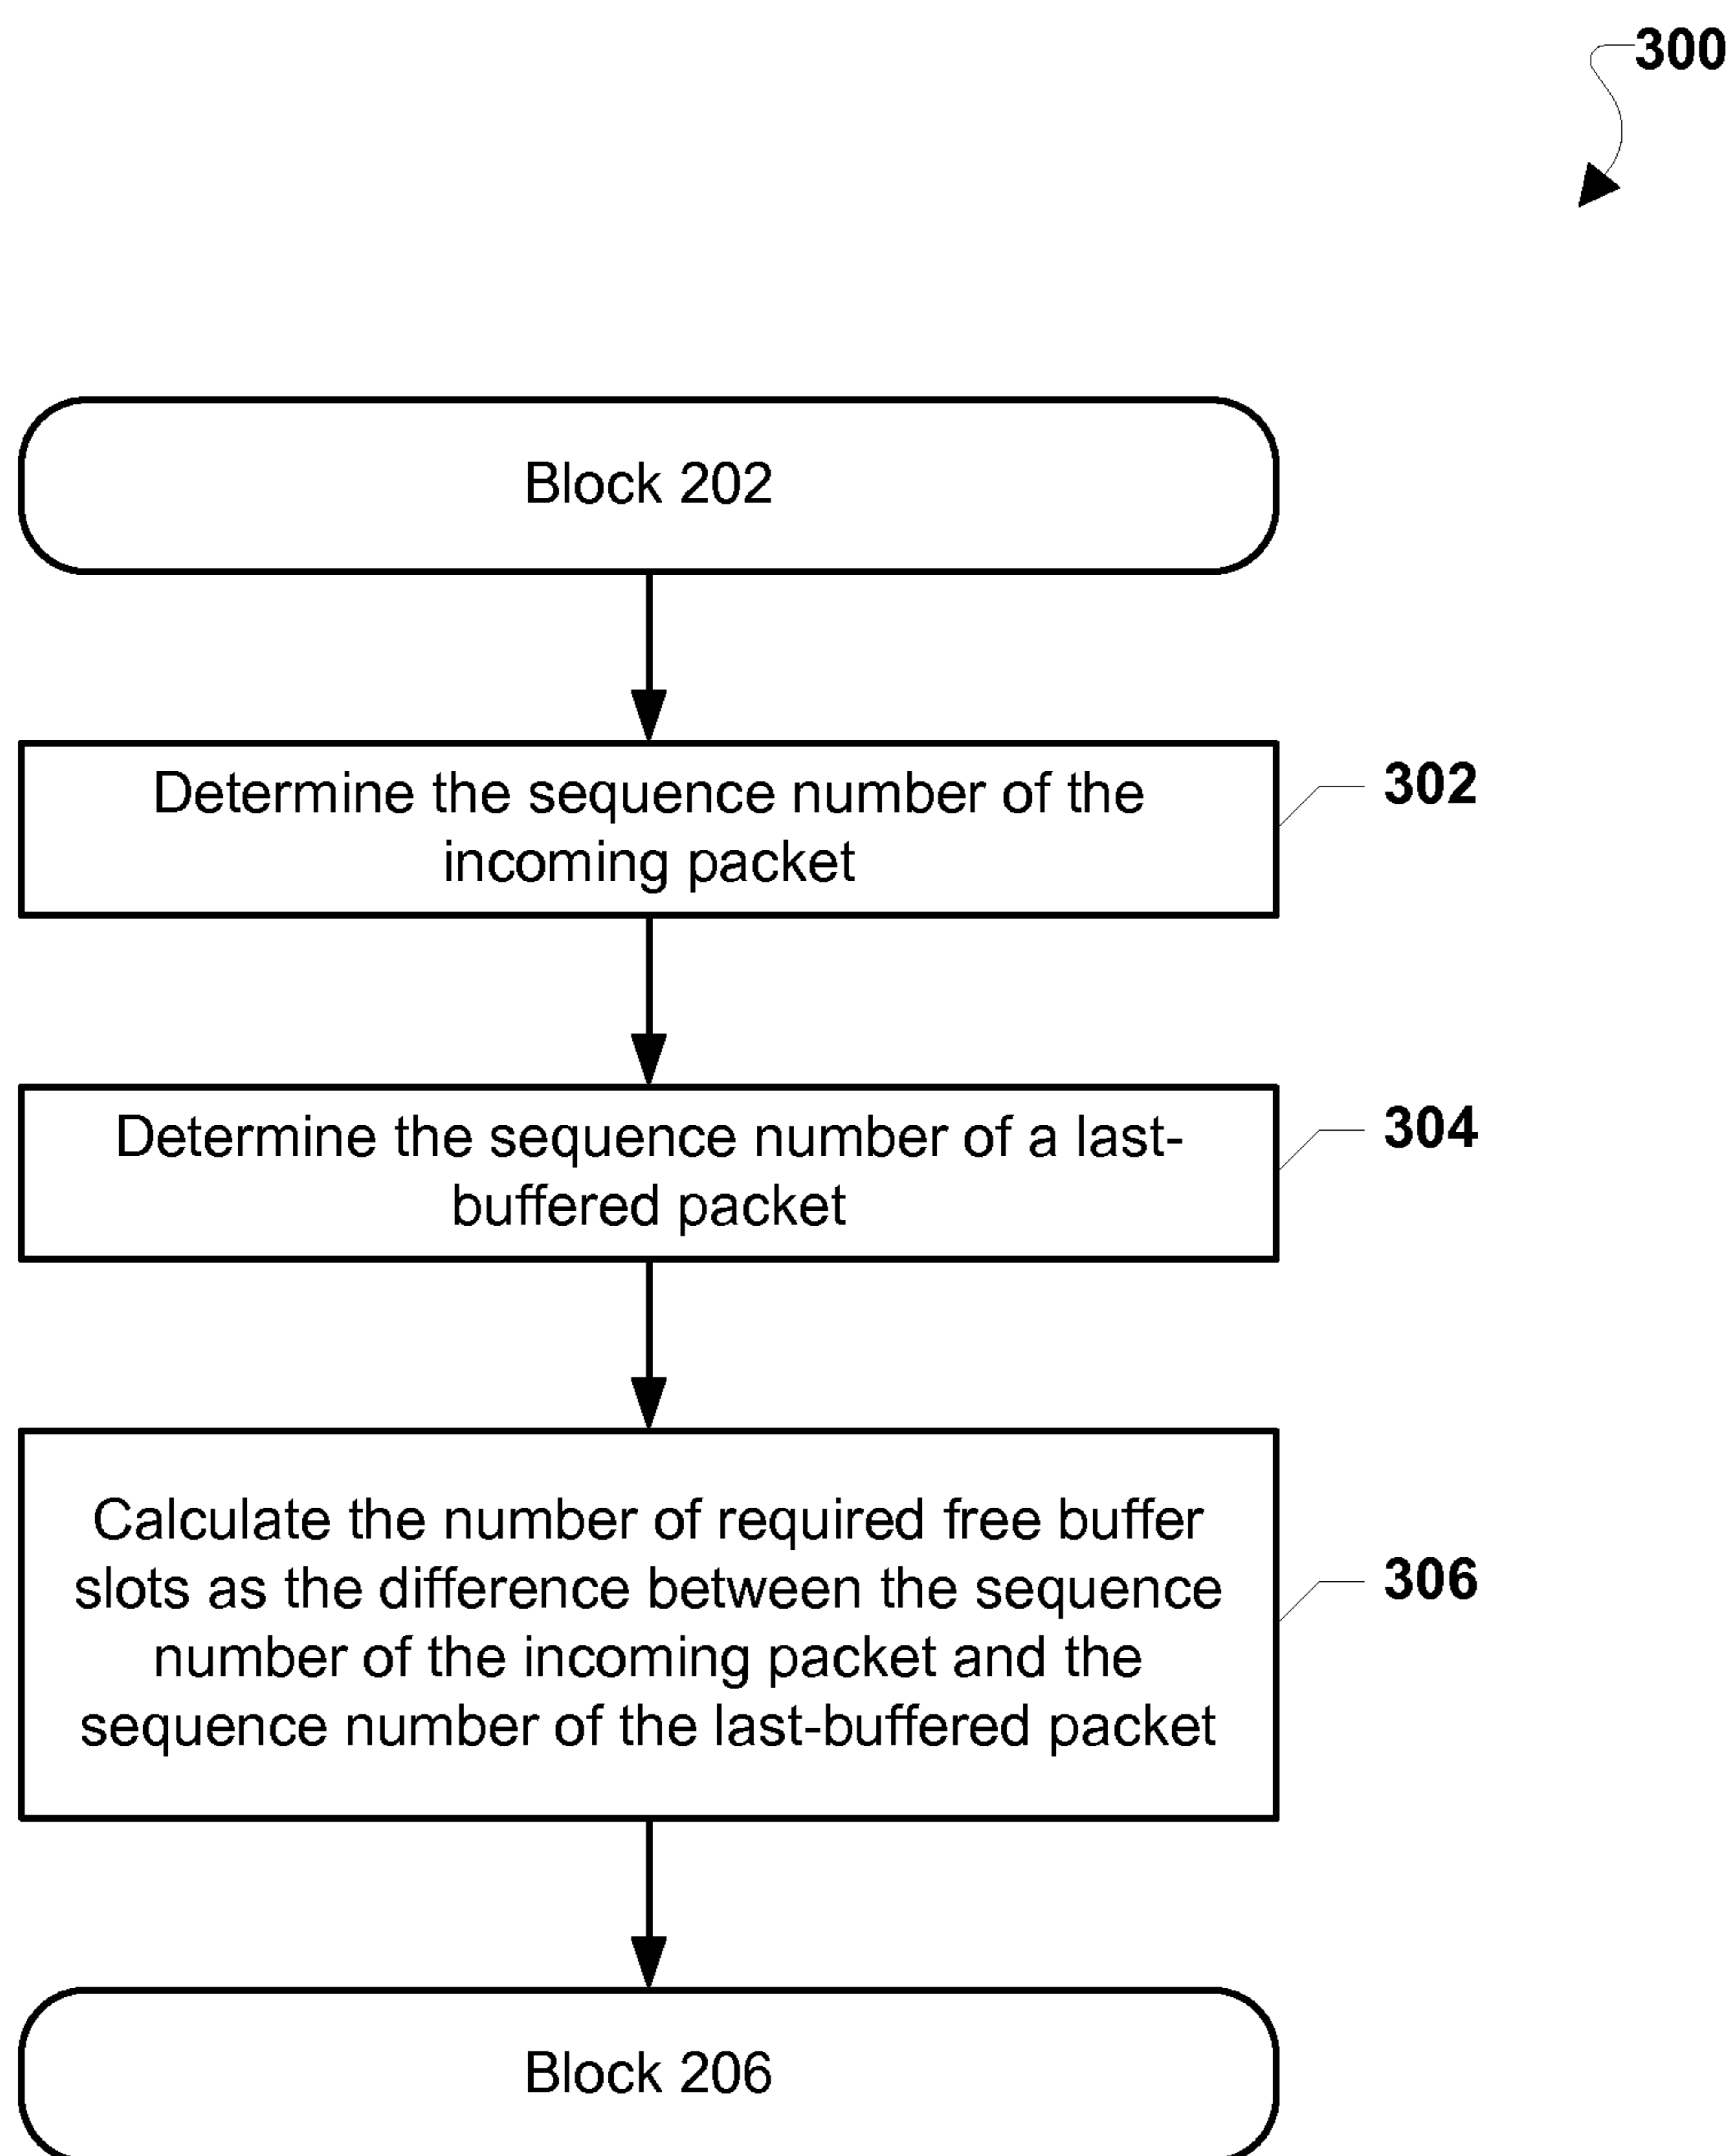 300
Block 202
Determine the sequence number of the
incoming packet
302
Determine the sequence number of a last-
buffered packet
304
Calculate the number of required free buffer
slots as the difference between the sequence
number of the incoming packet and the
sequence number of the last-buffered packet
306
Block 206